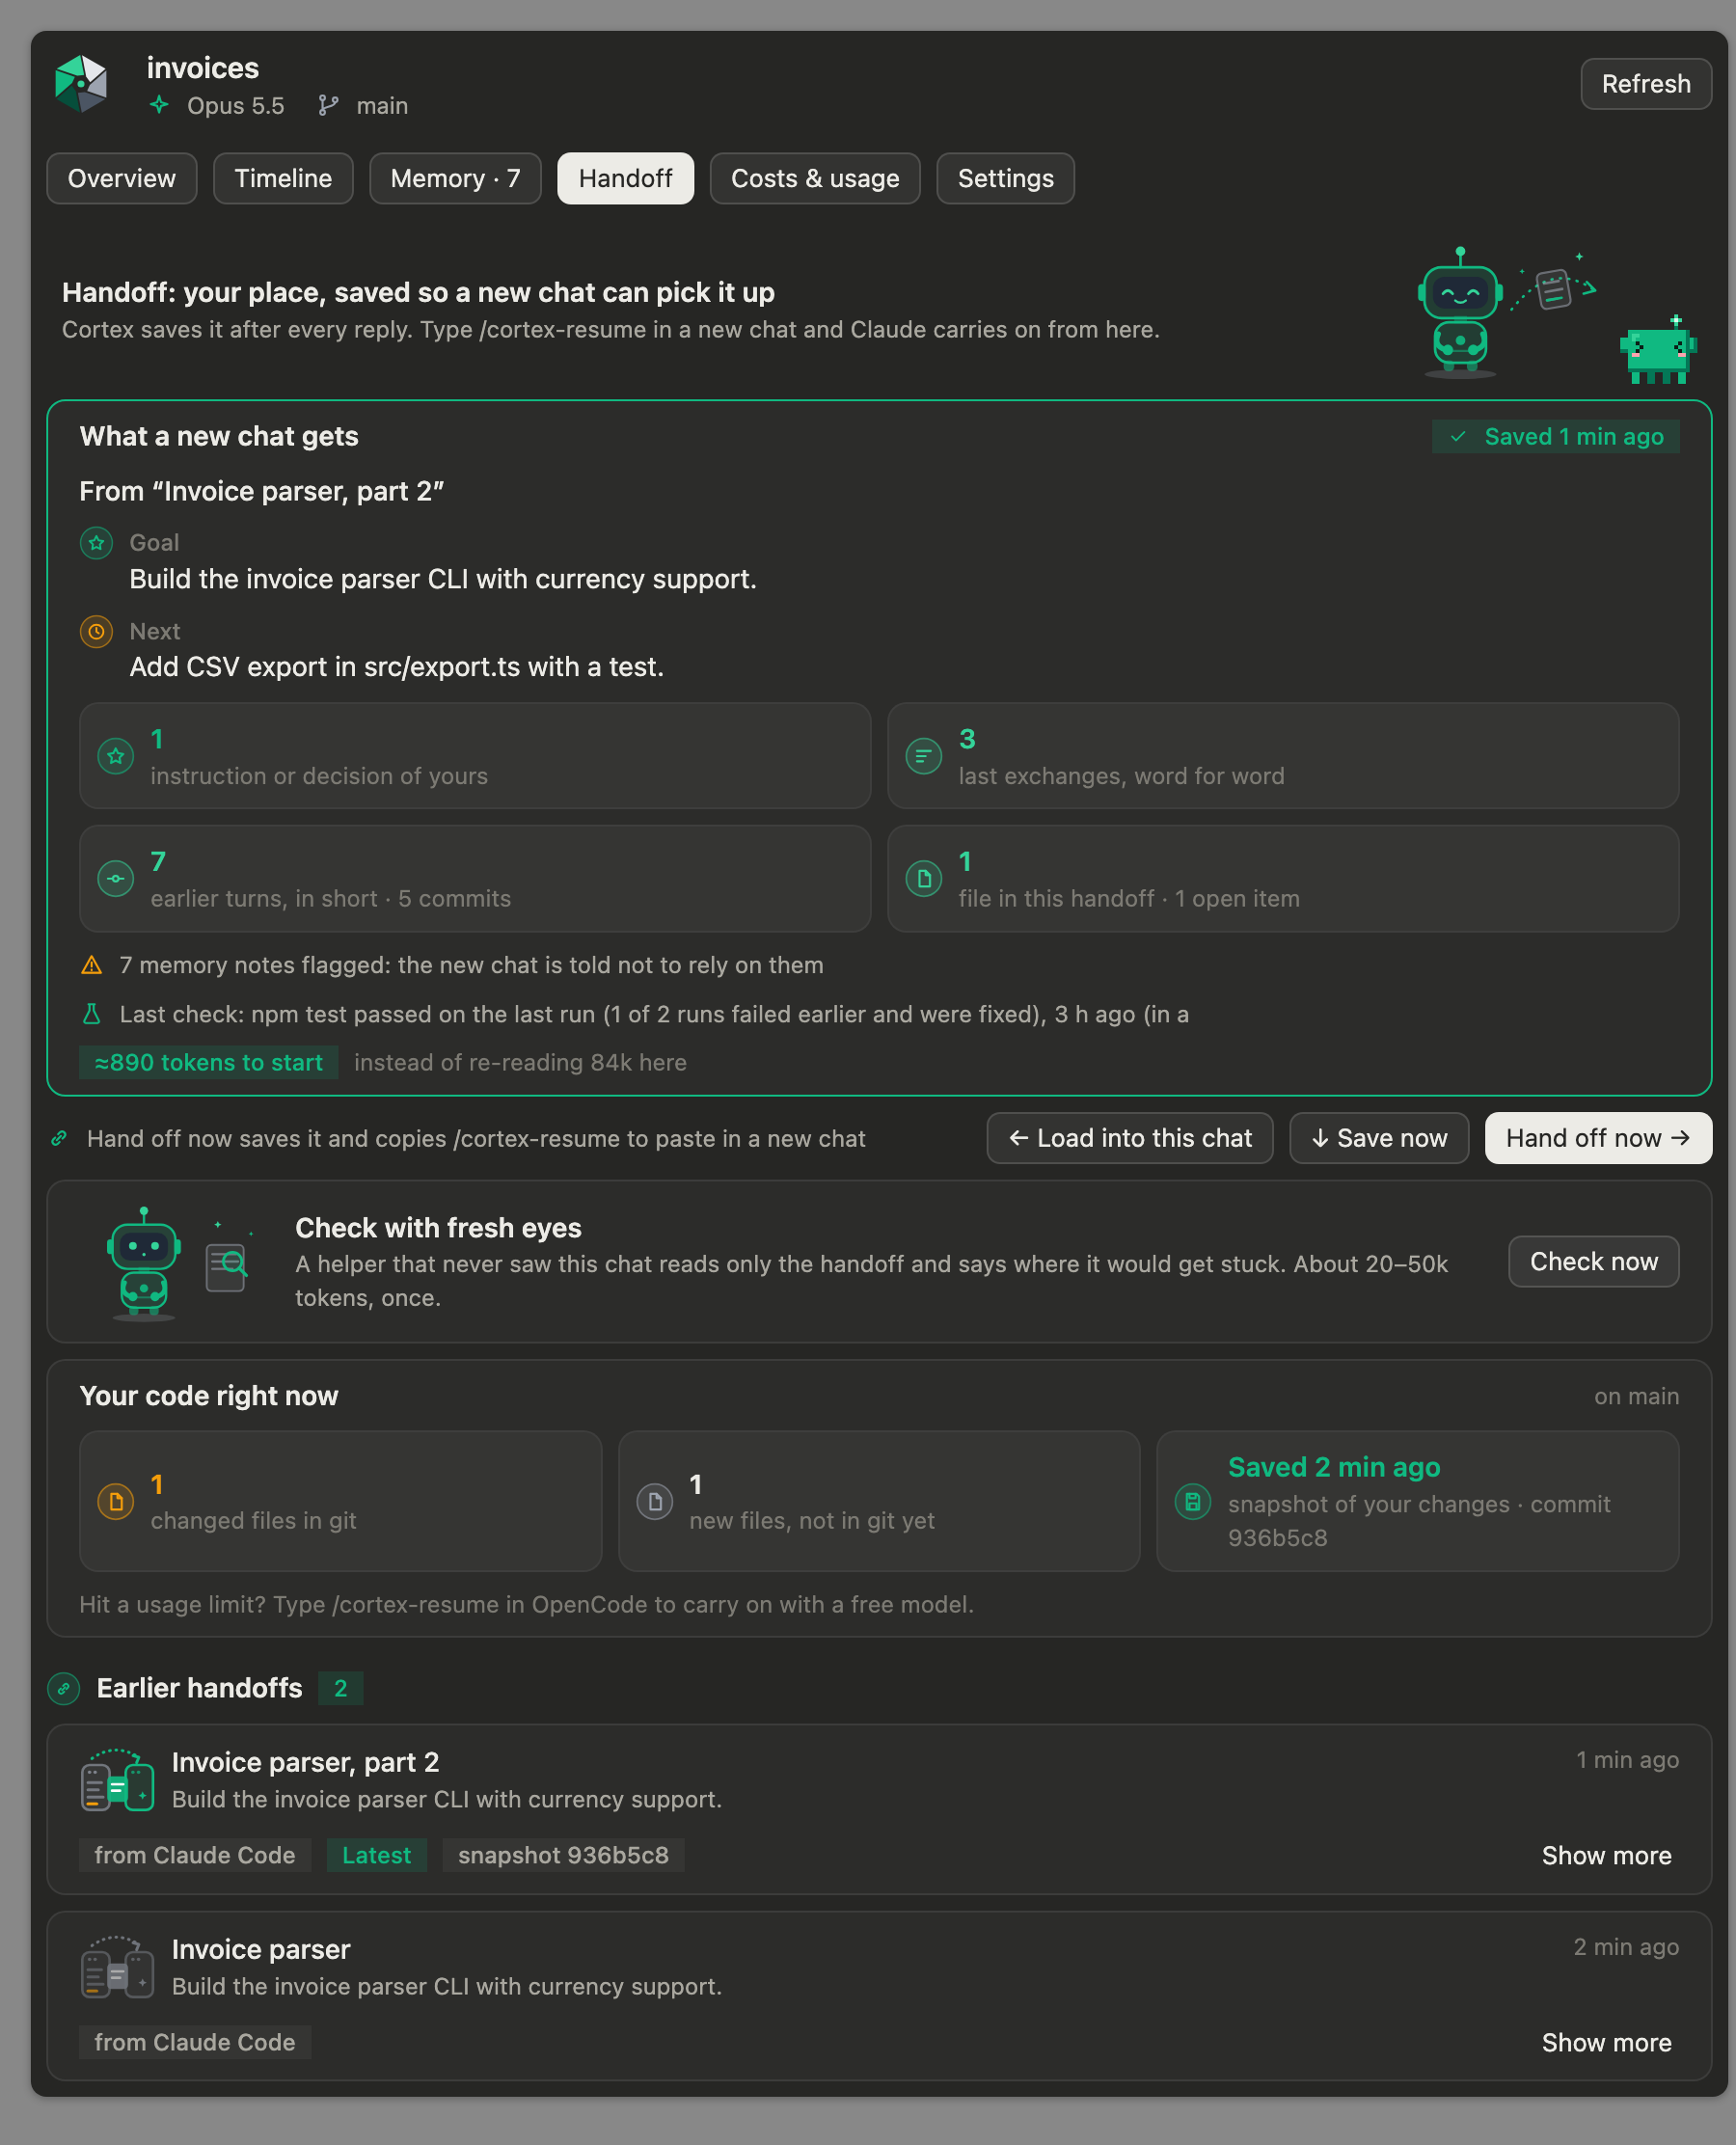 invoices
Opus 5.5 main
Refresh
Overview
Timeline
Memory · 7
Handoff
Costs & usage
Settings
Handoff: your place, saved so a new chat can pick it up
Cortex saves it after every reply. Type /cortex-resume in a new chat and Claude carries on from here.
What a new chat gets
Saved 1 min ago
From “Invoice parser, part 2”
Goal
Build the invoice parser CLI with currency support.
Next
Add CSV export in src/export.ts with a test.
1
instruction or decision of yours
3
last exchanges, word for word
7
earlier turns, in short · 5 commits
1
file in this handoff · 1 open item
7 memory notes flagged: the new chat is told not to rely on them
Last check: npm test passed on the last run (1 of 2 runs failed earlier and were fixed), 3 h ago (in a
≈890 tokens to start instead of re-reading 84k here
Hand off now saves it and copies /cortex-resume to paste in a new chat
← Load into this chat
↓ Save now
Hand off now →
Check with fresh eyes
A helper that never saw this chat reads only the handoff and says where it would get stuck. About 20–50k
tokens, once.
Check now
Your code right now
on main
1
changed files in git
1
new files, not in git yet
Saved 2 min ago
snapshot of your changes · commit
936b5c8
Hit a usage limit? Type /cortex-resume in OpenCode to carry on with a free model.
Earlier handoffs 2
Invoice parser, part 2
1 min ago
Build the invoice parser CLI with currency support.
from Claude Code
Latest
snapshot 936b5c8
Show more
Invoice parser
2 min ago
Build the invoice parser CLI with currency support.
from Claude Code
Show more